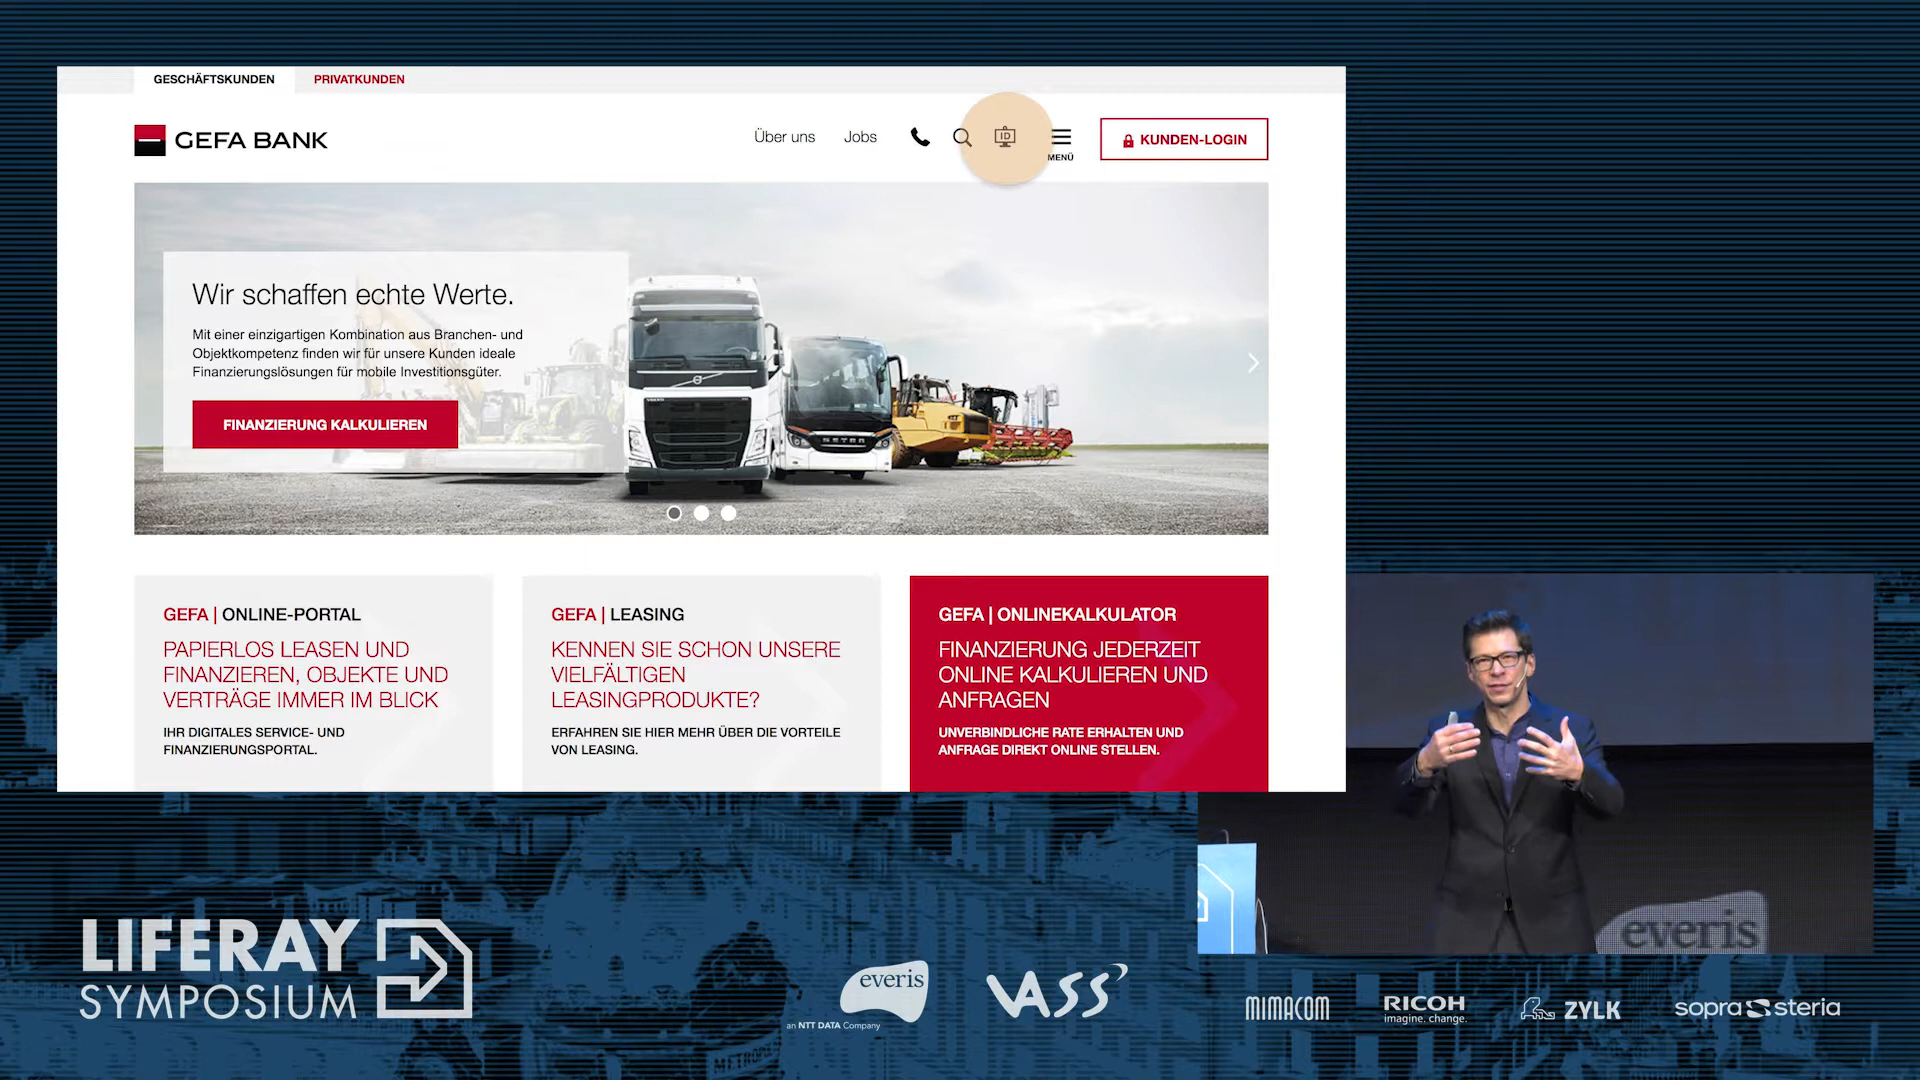 GESCHÄFTSKUNDEN
PRIVATKUNDEN
GEFA BANK
Über uns
Jobs
ID
MENÜ
KUNDEN-LOGIN
Wir schaffen echte Werte.
Mit einer einzigartigen Kombination aus Branchen- und
Objektkompetenz finden wir für unsere Kunden ideale
Finanzierungslösungen für mobile Investitionsgüter.
FINANZIERUNG KALKULIEREN
SETRA
GEFA | ONLINE-PORTAL
PAPIERLOS LEASEN UND
FINANZIEREN, OBJEKTE UND
VERTRÄGE IMMER IM BLICK
IHR DIGITALES SERVICE- UND
FINANZIERUNGSPORTAL.
GEFA | LEASING
KENNEN SIE SCHON UNSERE
VIELFÄLTIGEN
LEASINGPRODUKTE?
ERFAHREN SIE HIER MEHR ÜBER DIE VORTEILE
VON LEASING.
GEFA | ONLINEKALKULATOR
FINANZIERUNG JEDERZEIT
ONLINE KALKULIEREN UND
ANFRAGEN
UNVERBINDLICHE RATE ERHALTEN UND
ANFRAGE DIREKT ONLINE STELLEN.
everis
LIFERAY
SYMPOSIUM
METROPO
everis
an NTT DATA Company
VASS
MIMACOM
RICOH
imagine. change.
ZYLK
sopra steria